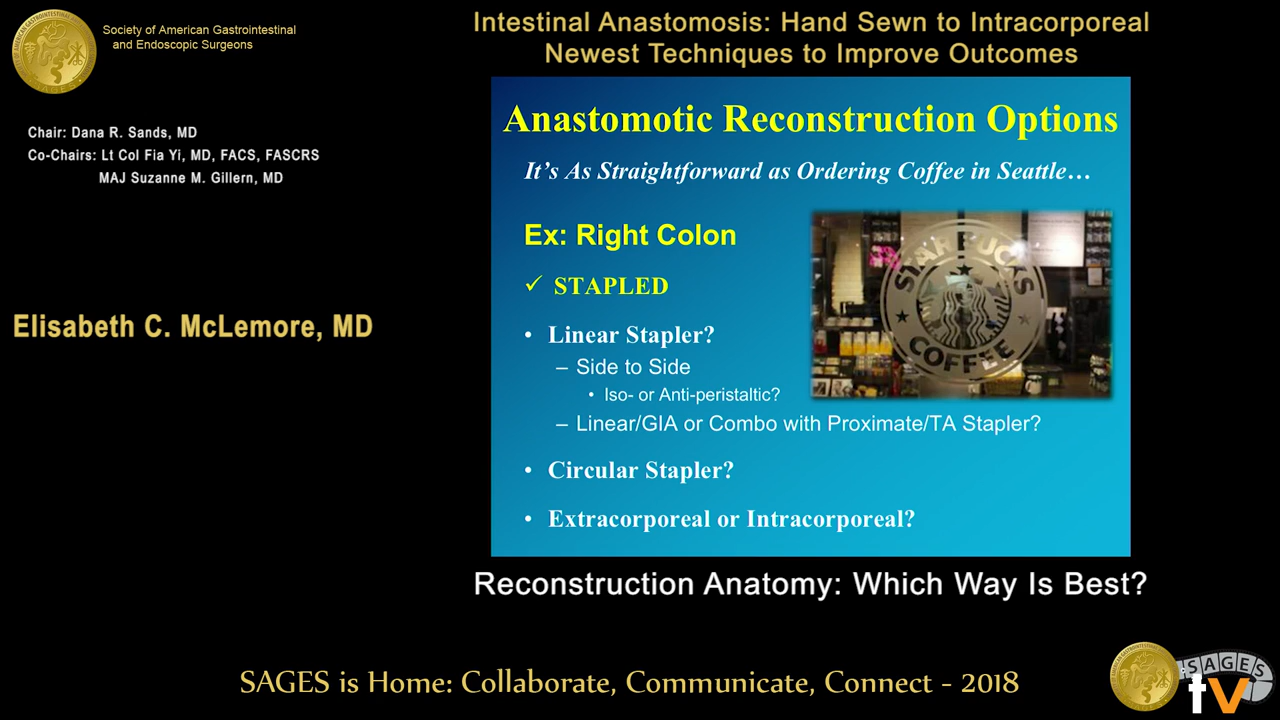 Society of American Gastrointestinal
and Endoscopic Surgeons
Intestinal Anastomosis: Hand Sewn to Intracorporeal
Newest Techniques to Improve Outcomes
Chair: Dana R. Sands, MD
Co-Chairs: Lt Col Fia Yi, MD, FACS, FASCRS
MAJ Suzanne M. Gillern, MD
Elisabeth C. McLemore, MD
Anastomotic Reconstruction Options
It's As Straightforward as Ordering Coffee in Seattle…
Ex: Right Colon
✓ STAPLED
• Linear Stapler?
– Side to Side
• Iso- or Anti-peristaltic?
– Linear/GIA or Combo with Proximate/TA Stapler?
• Circular Stapler?
• Extracorporeal or Intracorporeal?
STARBUCKS
COFFEE
Reconstruction Anatomy: Which Way Is Best?
SAGES is Home: Collaborate, Communicate, Connect - 2018
SAGES
tv